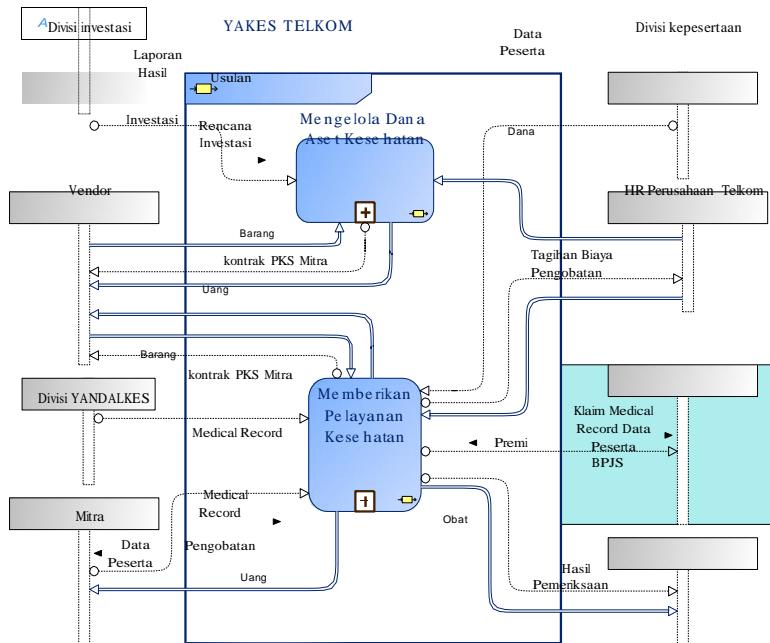 A Divisi investasi
YAKES TELKOM
Data
Peserta
Divisi kepesertaan
Laporan
Hasil
Usulan
Investasi
Rencana
Investasi
Mengelola Dana
Aset Kesehatan
Dana
Vendor
HR Perusahaan Telkom
Barang
kontrak PKS Mitra
Tagihan Biaya
Pengobatan
Uang
Barang
kontrak PKS Mitra
Divisi YANDALKES
Memberikan
Pelayanan
Kesehatan
Klaim Medical
Record Data
Peserta
BPJS
Medical Record
Premi
Medical
Record
Mitra
Data
Peserta
Pengobatan
Obat
Uang
Hasil
Pemeriksaan